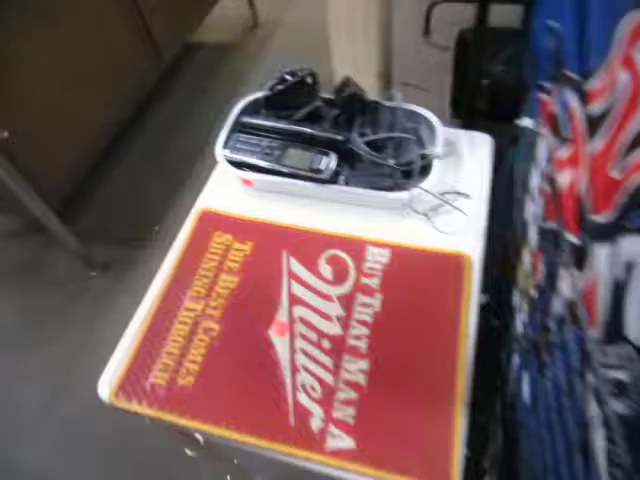 BUY THAT MAN A
Miller
THE BEST COMES
SHINING THROUGH